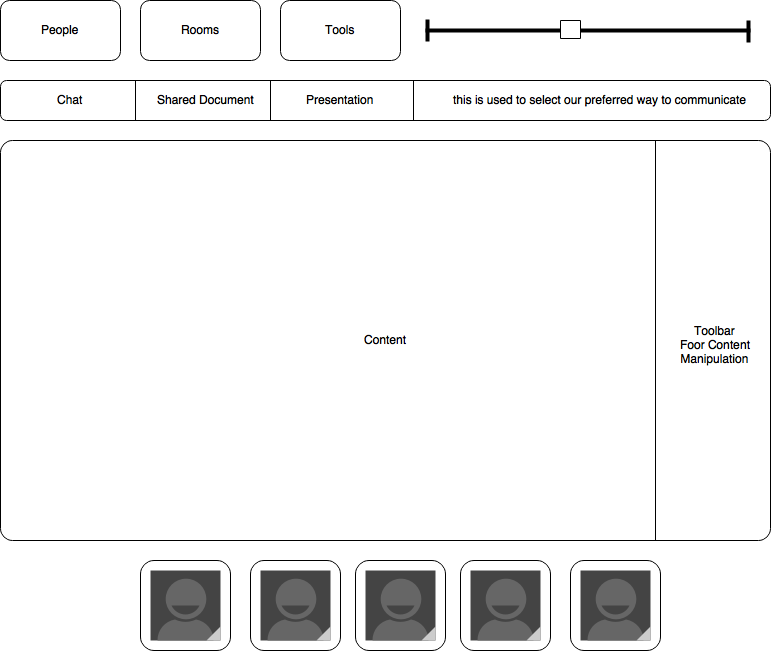 People
Rooms
Tools
Chat
Shared Document
Presentation
this is used to select our preferred way to communicate
Content
Toolbar
Foor Content
Manipulation